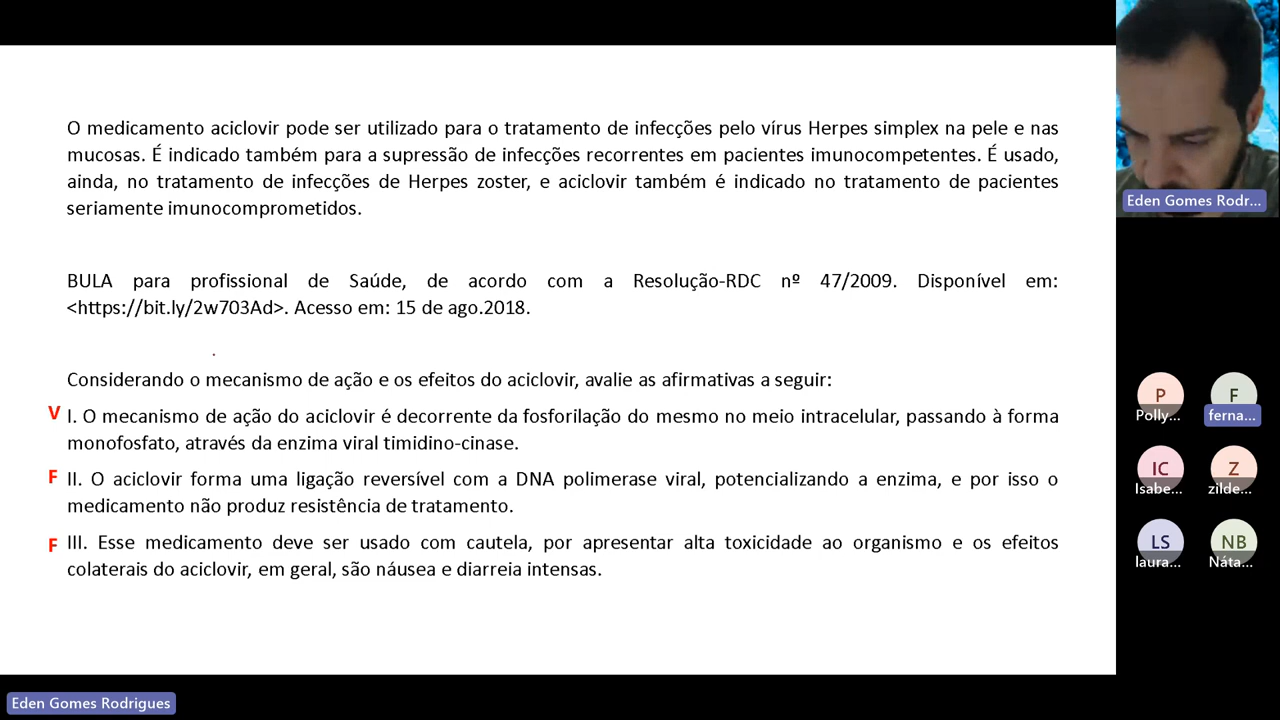 O medicamento aciclovir pode ser utilizado para o tratamento de infecções pelo vírus Herpes simplex na pele e nas
mucosas. É indicado também para a supressão de infecções recorrentes em pacientes imunocompetentes. É usado,
ainda, no tratamento de infecções de Herpes zoster, e aciclovir também é indicado no tratamento de pacientes
seriamente imunocomprometidos.
BULA para profissional de Saúde, de acordo com a Resolução-RDC nº 47/2009. Disponível em:
<https://bit.ly/2w703Ad>. Acesso em: 15 de ago.2018.
Considerando o mecanismo de ação e os efeitos do aciclovir, avalie as afirmativas a seguir:
V I. O mecanismo de ação do aciclovir é decorrente da fosforilação do mesmo no meio intracelular, passando à forma
monofosfato, através da enzima viral timidino-cinase.
F II. O aciclovir forma uma ligação reversível com a DNA polimerase viral, potencializando a enzima, e por isso o
medicamento não produz resistência de tratamento.
F III. Esse medicamento deve ser usado com cautela, por apresentar alta toxicidade ao organismo e os efeitos
colaterais do aciclovir, em geral, são náusea e diarreia intensas.
Eden Gomes Rodr...
P F
Polly... ferna...
IC Z
Isabe... zilde...
LS NB
laura... Náta...
Eden Gomes Rodrigues